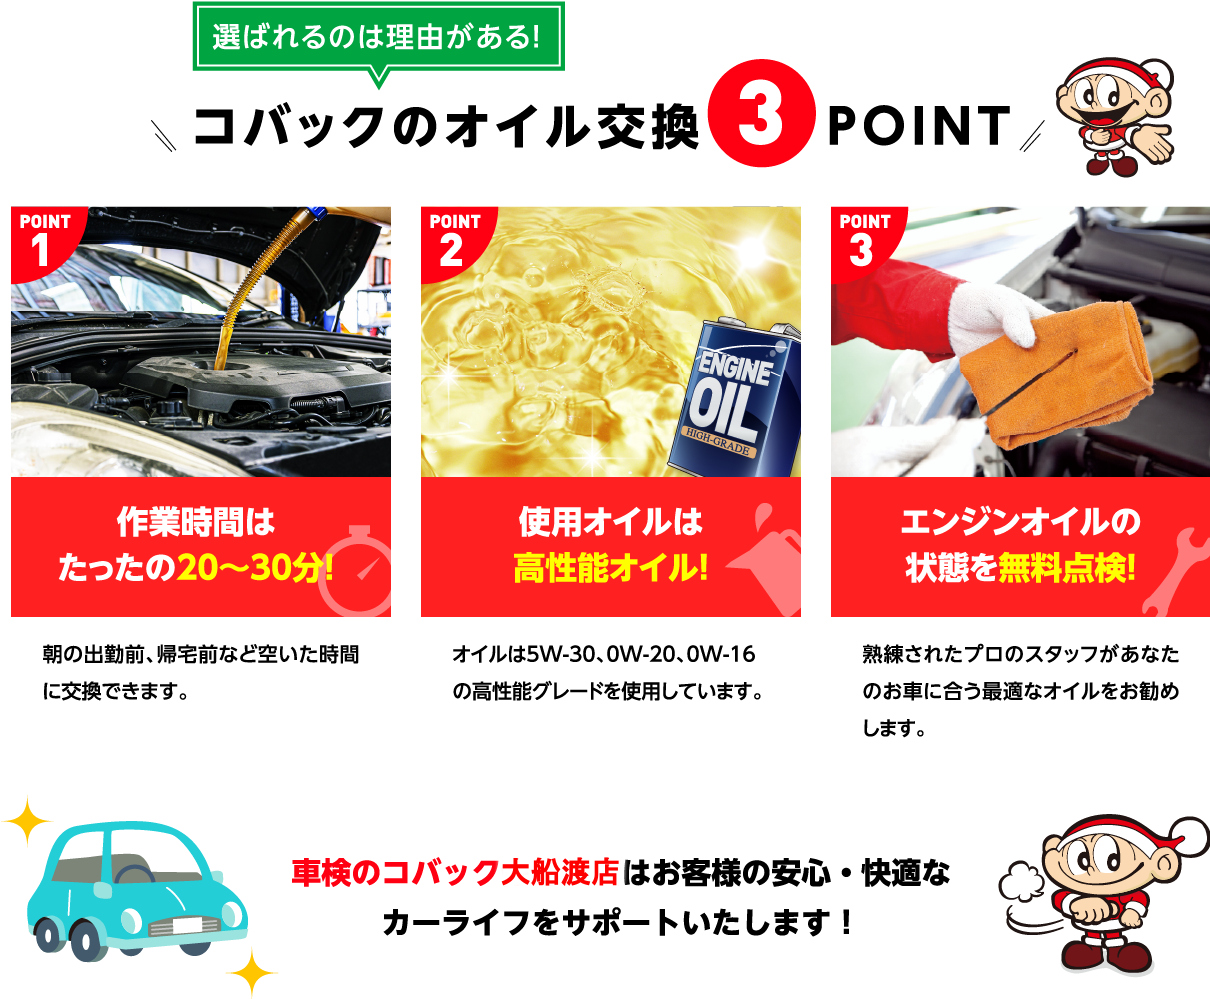 選ばれるのは理由がある!
コバックのオイル交換3POINT
POINT
1
作業時間は
たったの20〜30分!
朝の出勤前、帰宅前など空いた時間
に交換できます。
POINT
2
ENGINE
OIL
HIGH-GRADE
使用オイルは
高性能オイル!
オイルは5W-30、0W-20、0W-16
の高性能グレードを使用しています。
POINT
3
エンジンオイルの
状態を無料点検!
熟練されたプロのスタッフがあなた
のお車に合う最適なオイルをお勧め
します。
車検のコバック大船渡店はお客様の安心・快適な
カーライフをサポートいたします！